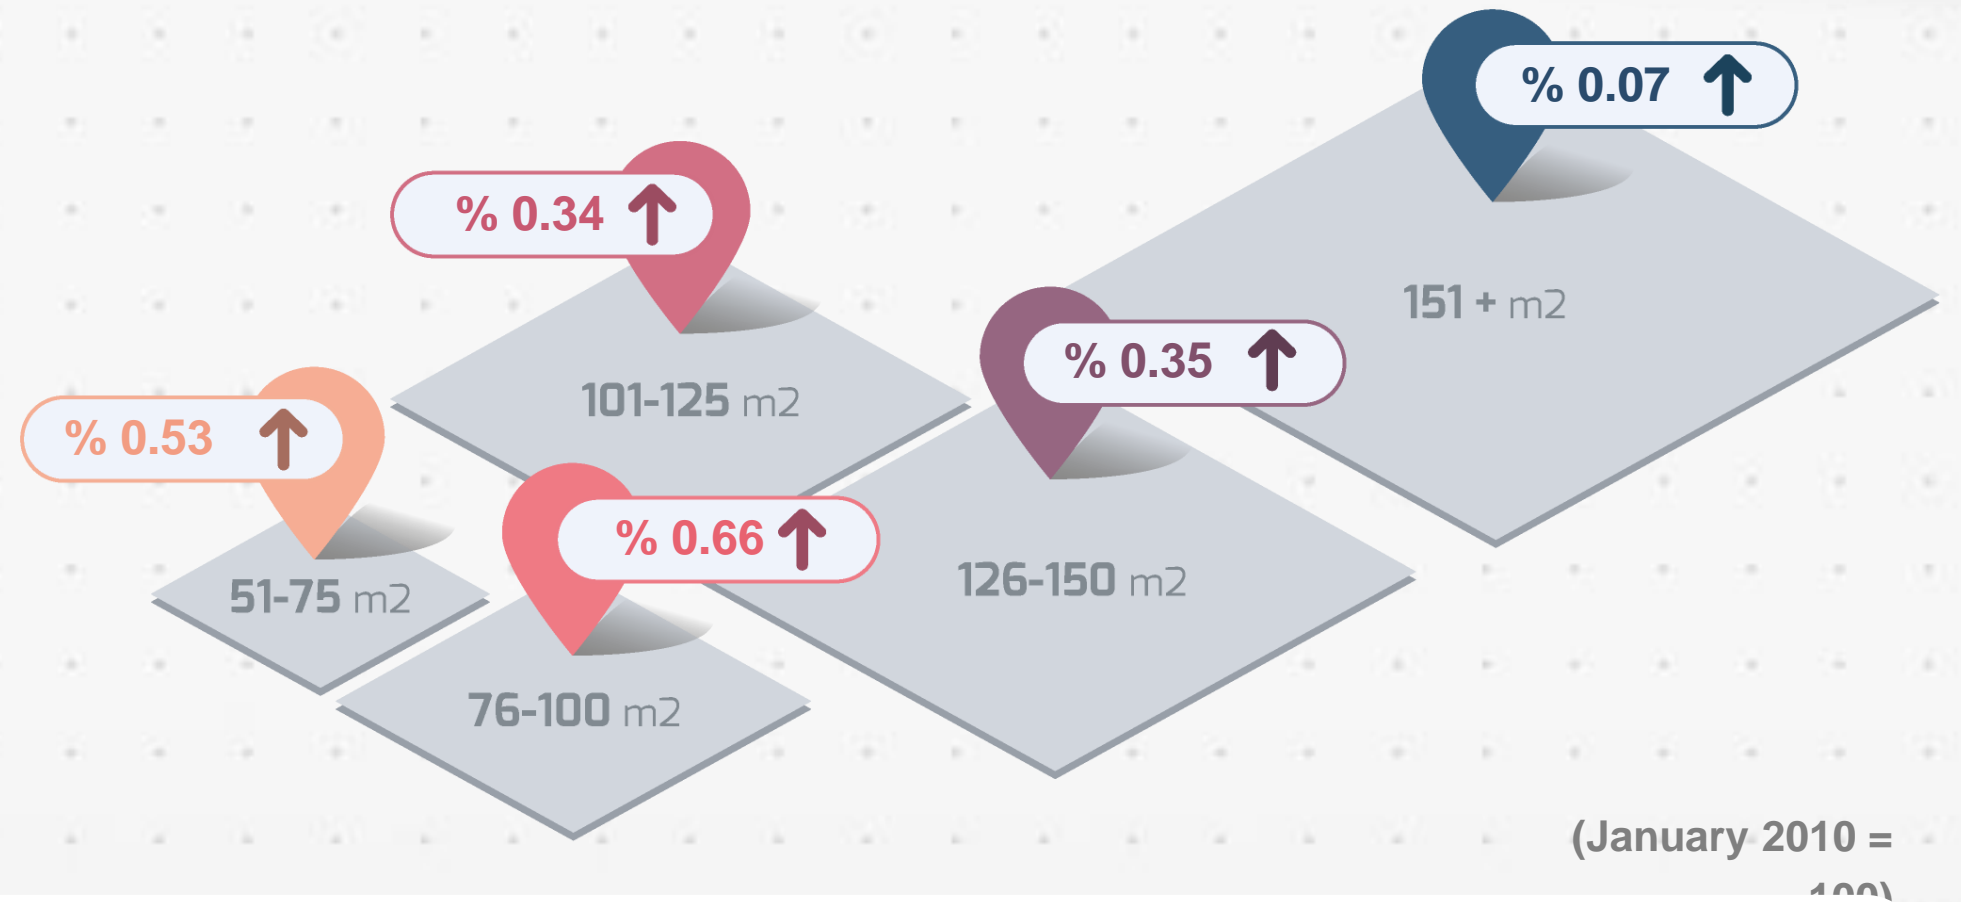 % 0.07
% 0.34
151 + m2
% 0.35
101-125 m2
% 0.53
% 0.66
126-150 m2
51-75 m2
76-100 m2
(January 2010 =
100)